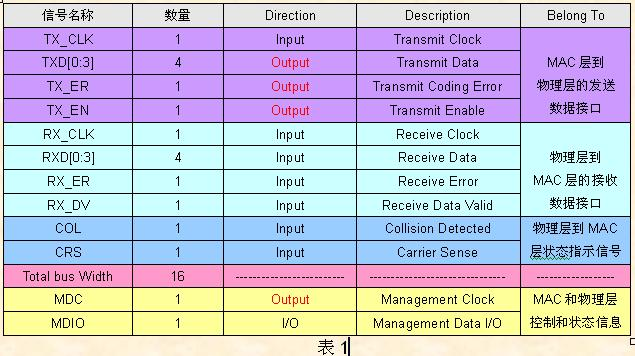 信号名称 数量 Direction Description Belong To
TX_CLK 1 Input Transmit Clock
TXD[0:3] 4 Output Transmit Data MAC 层到
TX_ER 1 Output Transmit Coding Error 物理层的发送
TX_EN 1 Output Transmit Enable 数据接口
RX_CLK 1 Input Receive Clock
RXD[0:3] 4 Input Receive Data 物理层到
RX_ER 1 Input Receive Error MAC 层的接收
RX_DV 1 Input Receive Data Valid 数据接口
COL 1 Input Collision Detected 物理层到 MAC
CRS 1 Input Carrier Sense 层状态指示信号
Total bus Width 16 ------------------------ ------------------------------ -----------------
MDC 1 Output Management Clock MAC 和物理层
MDIO 1 I/O Management Data I/O 控制和状态信息
表 1